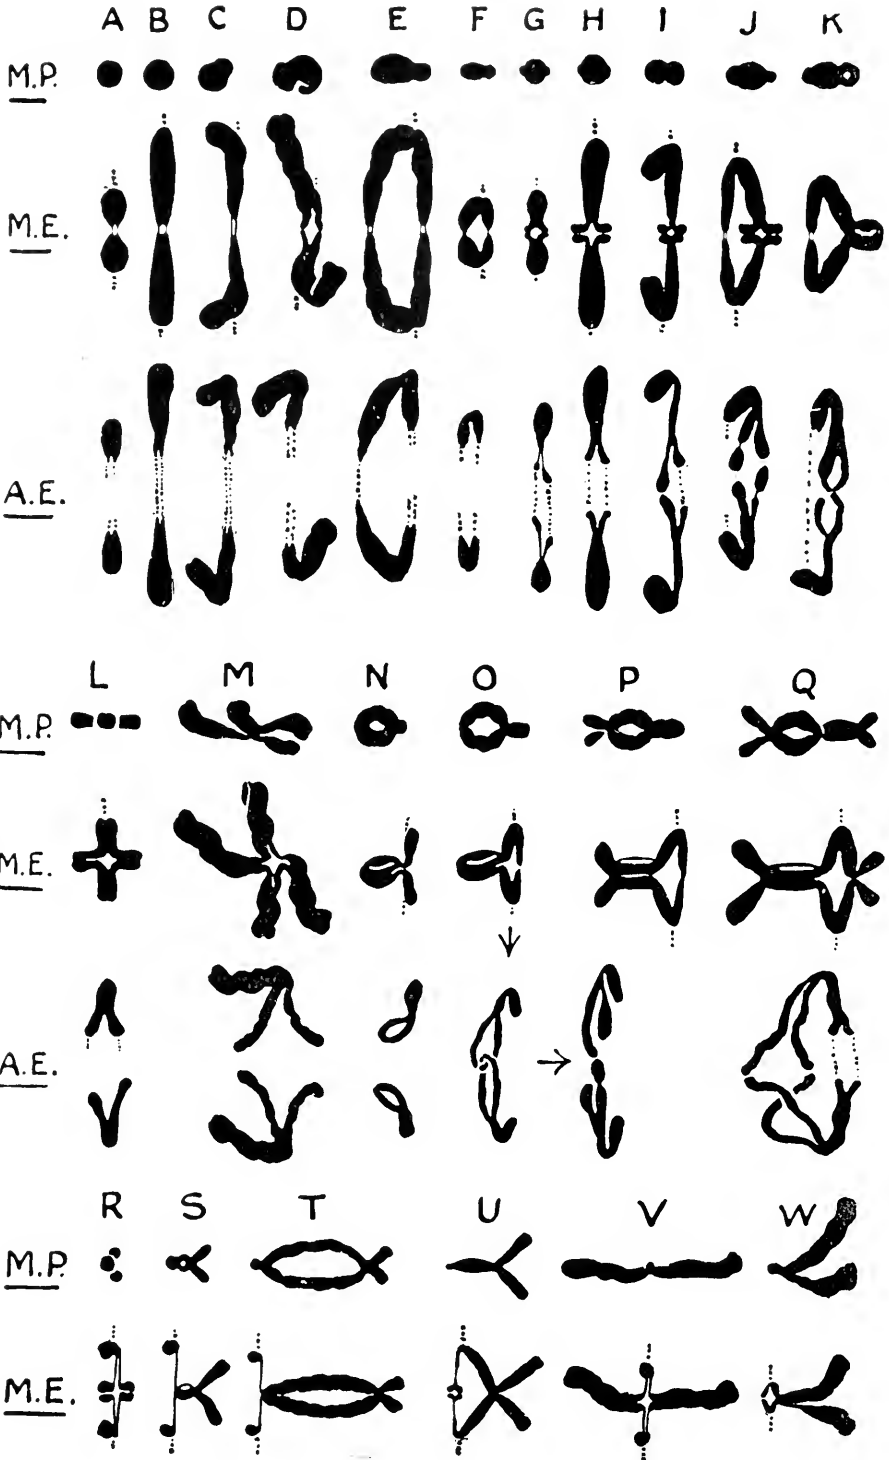 A B C D E F G H I J K
M.P.
M.E.
A.E.
L M N O P Q
M.P.
M.E.
A.E.
R S T U V W
M.P.
M.E.